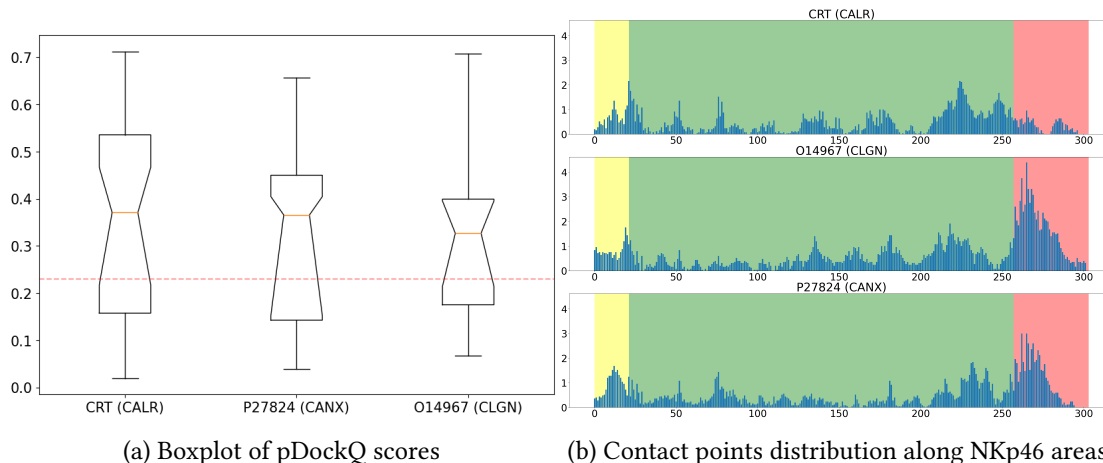 0.7
0.6
0.5
0.4
0.3
0.2
0.1
0.0
CRT (CALR) P27824 (CANX) O14967 (CLGN)
(a) Boxplot of pDockQ scores
CRT (CALR)
4
3
2
1
0
0 50 100 150 200 250 300
O14967 (CLGN)
4
3
2
1
0
0 50 100 150 200 250 300
P27824 (CANX)
4
3
2
1
0
0 50 100 150 200 250 300
(b) Contact points distribution along NKp46 areas